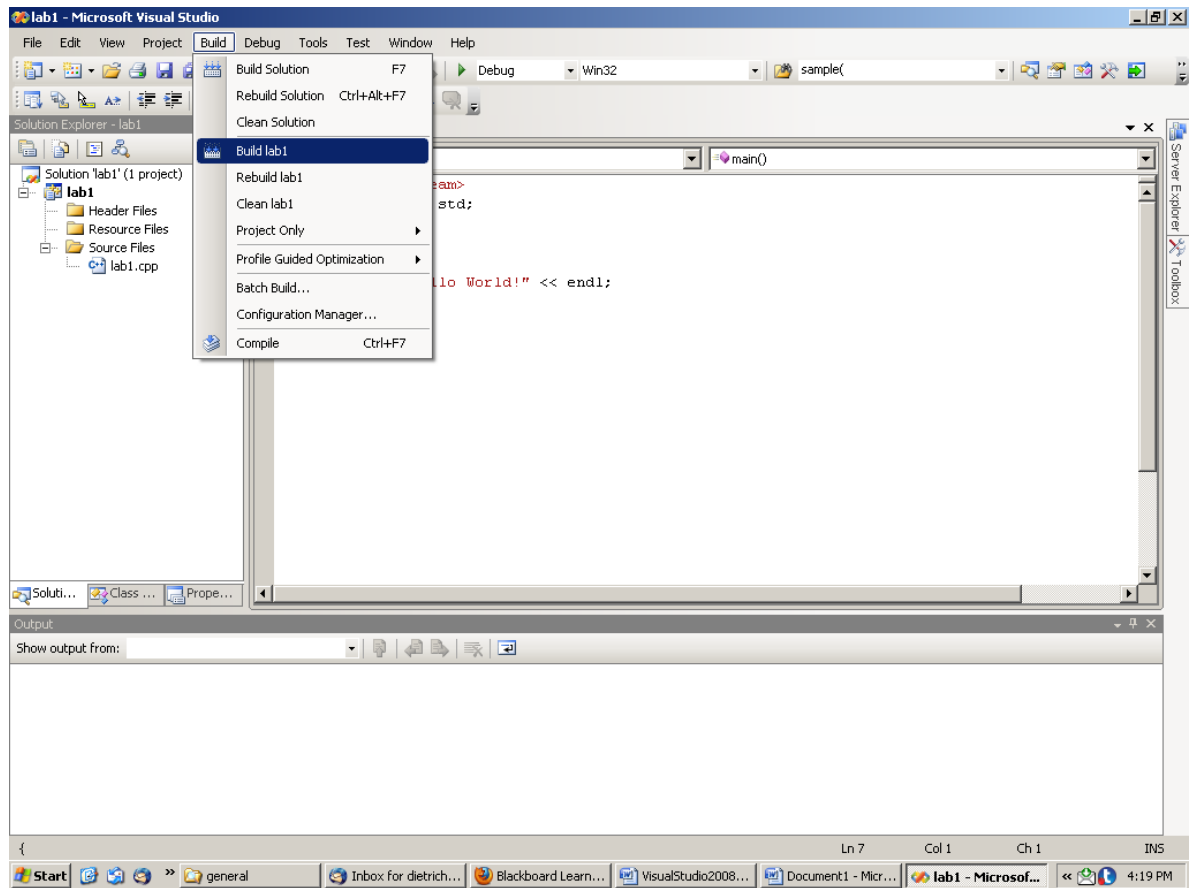 lab1 - Microsoft Visual Studio
File Edit View Project Build Debug Tools Test Window Help
Debug Win32 sample(
Build Solution F7
Rebuild Solution Ctrl+Alt+F7
Clean Solution
Build lab1
Rebuild lab1
Clean lab1
Project Only
Profile Guided Optimization
Batch Build...
Configuration Manager...
Compile Ctrl+F7
Solution Explorer - lab1
Solution 'lab1' (1 project)
lab1
Header Files
Resource Files
Source Files
lab1.cpp
main()
eam>
std;
llo World!" << endl;
Server Explorer
Toolbox
Soluti... Class ... Prope...
Output
Show output from:
{ Ln 7 Col 1 Ch 1 INS
Start general Inbox for dietrich... Blackboard Learn... VisualStudio2008... Document1 - Micr... lab1 - Microsof... 4:19 PM